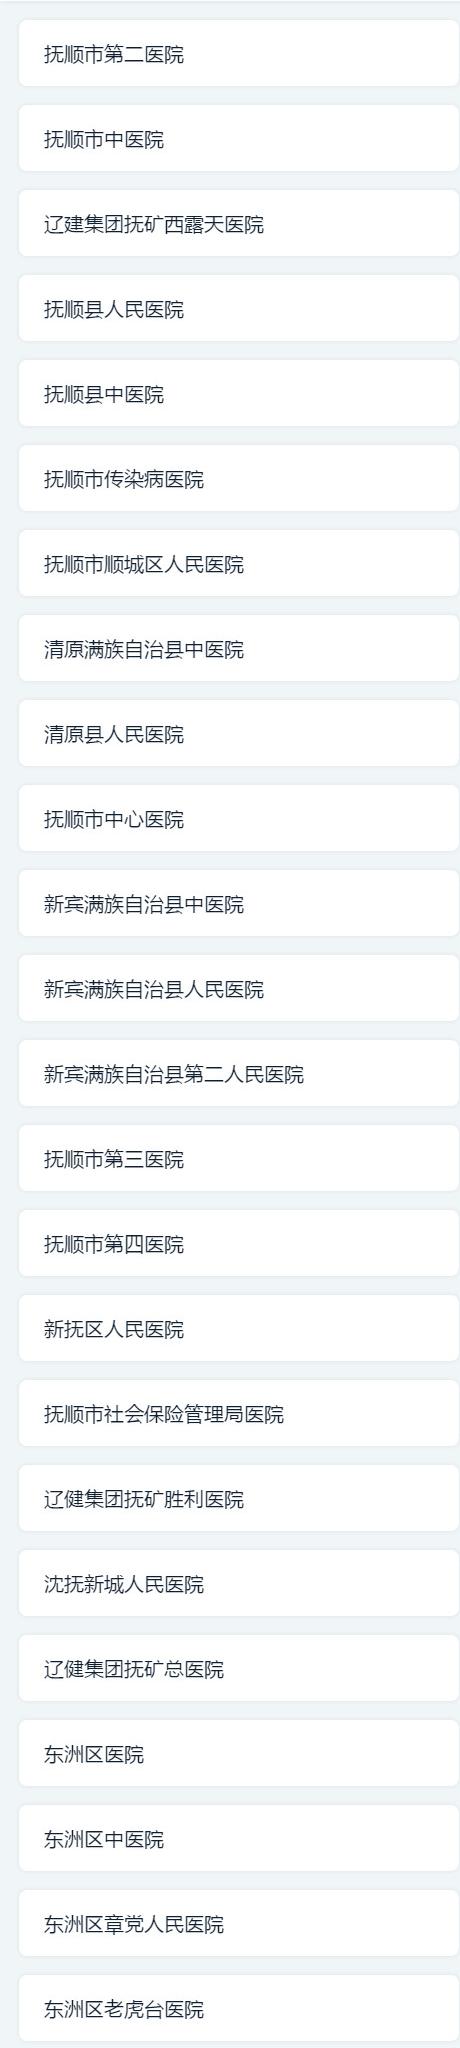 抚顺市第二医院
抚顺市中医院
辽建集团抚矿西露天医院
抚顺县人民医院
抚顺县中医院
抚顺市传染病医院
抚顺市顺城区人民医院
清原满族自治县中医院
清原县人民医院
抚顺市中心医院
新宾满族自治县中医院
新宾满族自治县人民医院
新宾满族自治县第二人民医院
抚顺市第三医院
抚顺市第四医院
新抚区人民医院
抚顺市社会保险管理局医院
辽健集团抚矿胜利医院
沈抚新城人民医院
辽健集团抚矿总医院
东洲区医院
东洲区中医院
东洲区章党人民医院
东洲区老虎台医院